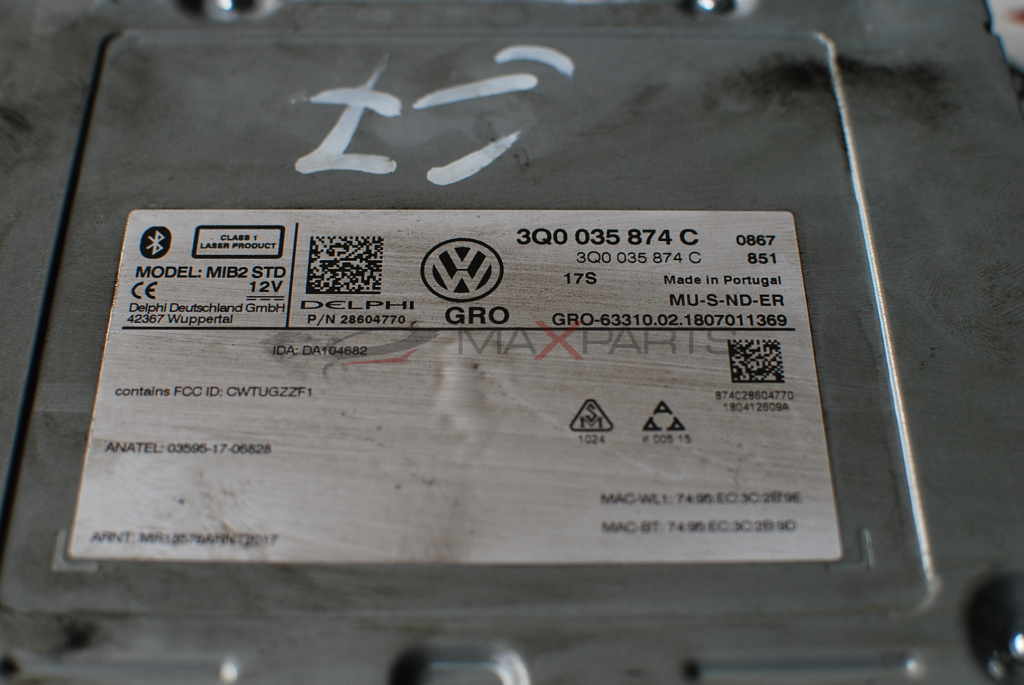 CLASS 1
LASER PRODUCT
MODEL: MIB2 STD
CE 12V
Delphi Deutschland GmbH
42367 Wuppertal
DELPHI
P/N 28604770
GRO
3Q0 035 874 C 0867
3Q0 035 874 C 851
17S Made in Portugal
MU-S-ND-ER
GRO-63310.02.1807011369
MAXPARTS
IDA: DA104682
contains FCC ID: CWTUGZZF1
874C28604770
180412609A
1024
И 005 15
ANATEL: 03595-17-06828
MAC-WL1: 74:95:EC:3C:2B:9E
MAC-BT: 74:95:EC:3C:2B:9D